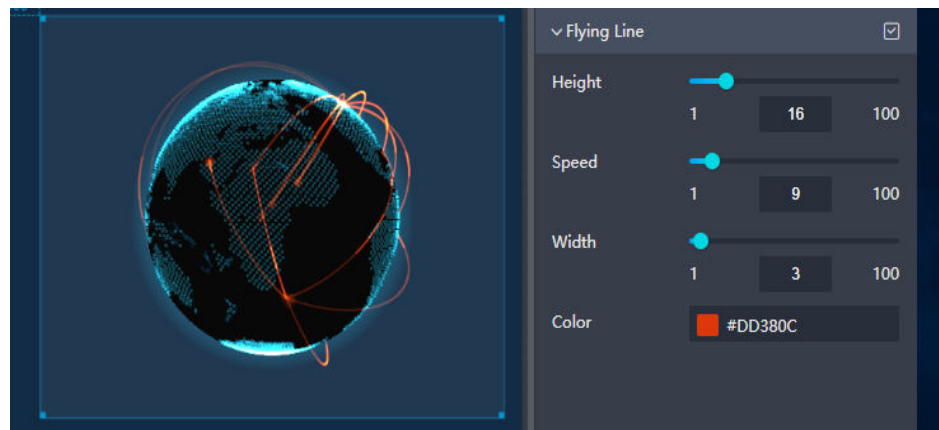 Flying Line
Height
1 16 100
Speed
1 9 100
Width
1 3 100
Color #DD380C